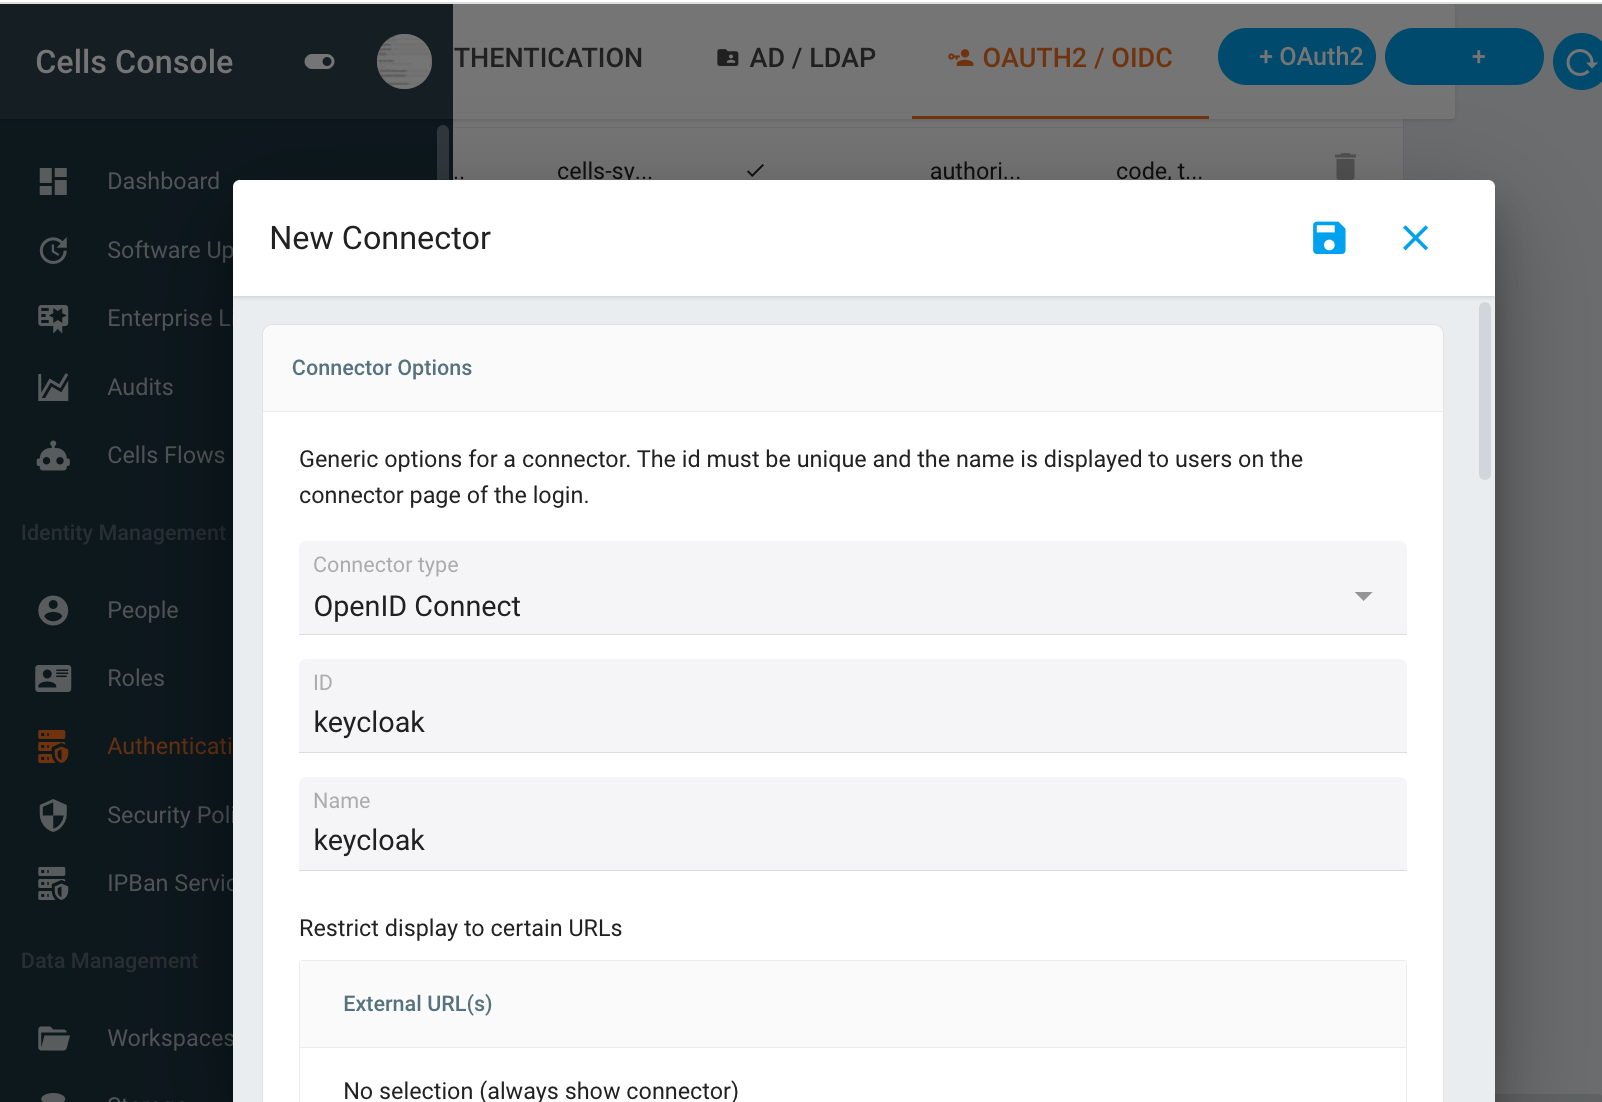 Cells Console
THENTICATION
AD / LDAP
OAUTH2 / OIDC
+ OAuth2
+
cells-sy...
authori...
code, t...
Dashboard
Software Up
Enterprise L
Audits
Cells Flows
Identity Management
People
Roles
Authenticati
Security Poli
IPBan Servic
Data Management
Workspaces
New Connector
Connector Options
Generic options for a connector. The id must be unique and the name is displayed to users on the
connector page of the login.
Connector type
OpenID Connect
ID
keycloak
Name
keycloak
Restrict display to certain URLs
External URL(s)
No selection (always show connector)